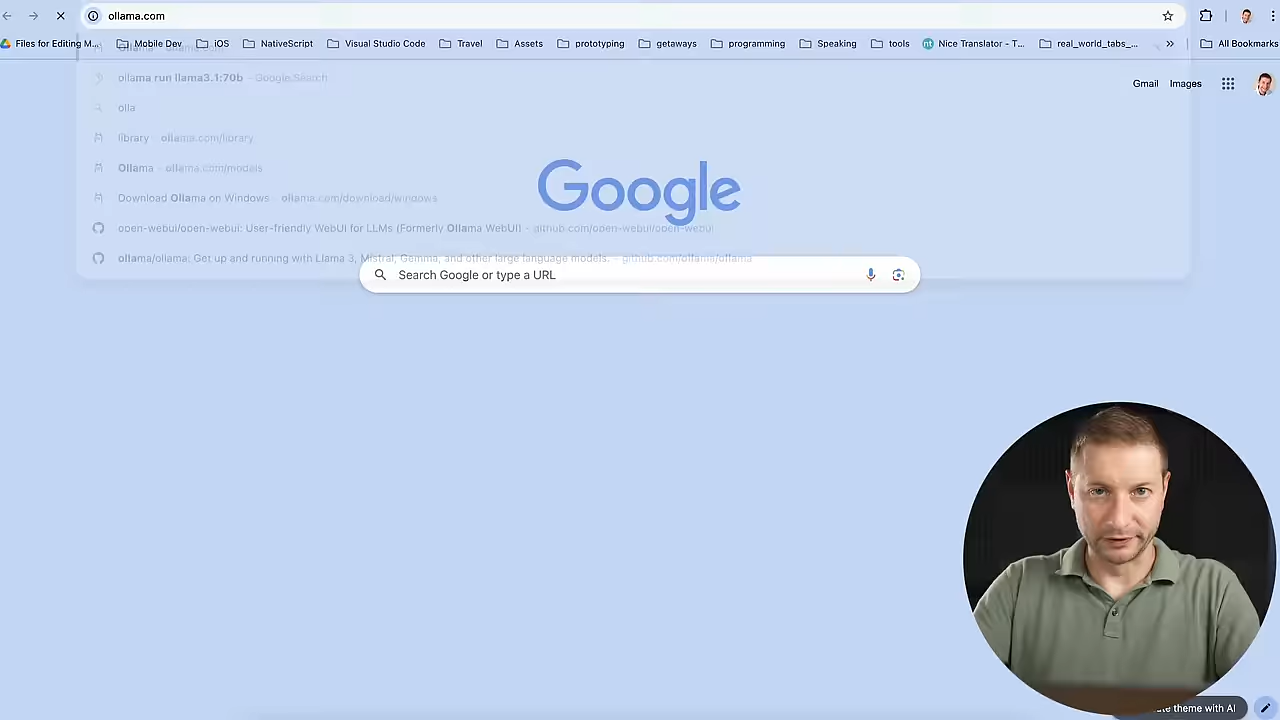 ollama.com
Files for Editing M... Mobile Dev iOS NativeScript Visual Studio Code Travel Assets prototyping getaways programming Speaking tools nt Nice Translator - T... real_world_tabs_... » All Bookmarks
ollama run llama3.1:70b - Google Search
Gmail Images
olla
library - ollama.com/library
Ollama - ollama.com/models
Google
Download Ollama on Windows - ollama.com/download/windows
open-webui/open-webui: User-friendly WebUI for LLMs (Formerly Ollama WebUI) - github.com/open-webui/open-webui
ollama/ollama: Get up and running with Llama 3, Mistral, Gemma, and other large language models. - github.com/ollama/ollama
Search Google or type a URL
theme with AI